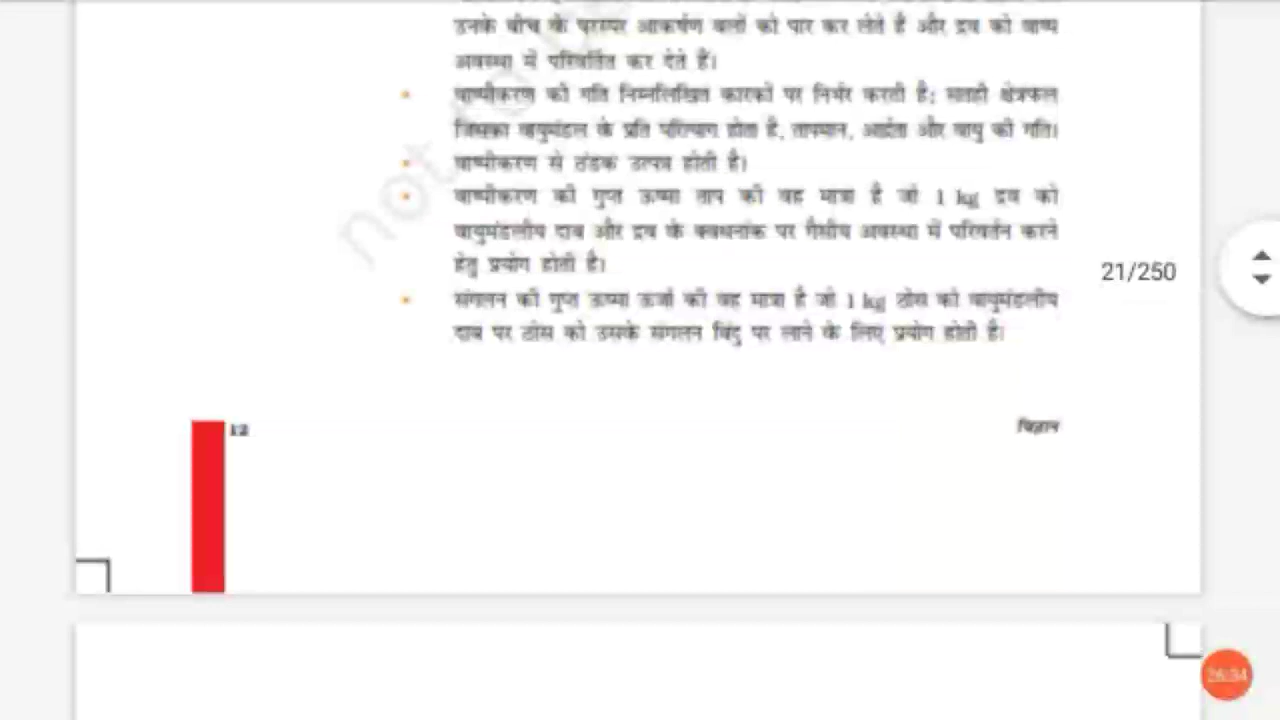 उनके बीच के परस्पर आकर्षण बलों को पार कर लेते हैं और द्रव को वाष्प
अवस्था में परिवर्तित कर देते हैं।
• वाष्पीकरण की गति निम्नलिखित कारकों पर निर्भर करती है; सतही क्षेत्रफल
जिसका वायुमंडल के प्रति परित्याग होता है, तापमान, आर्द्रता और वायु की गति।
• वाष्पीकरण से ठंडक उत्पन्न होती है।
• वाष्पीकरण की गुप्त ऊष्मा ताप की वह मात्रा है जो 1 kg द्रव को
वायुमंडलीय दाब और द्रव के क्वथनांक पर गैसीय अवस्था में परिवर्तन करने
हेतु प्रयोग होती है।
21/250
• संगलन की गुप्त ऊष्मा ऊर्जा की वह मात्रा है जो 1 kg ठोस को वायुमंडलीय
दाब पर ठोस को उसके संगलन बिंदु पर लाने के लिए प्रयोग होती है।
12
विज्ञान
26:34